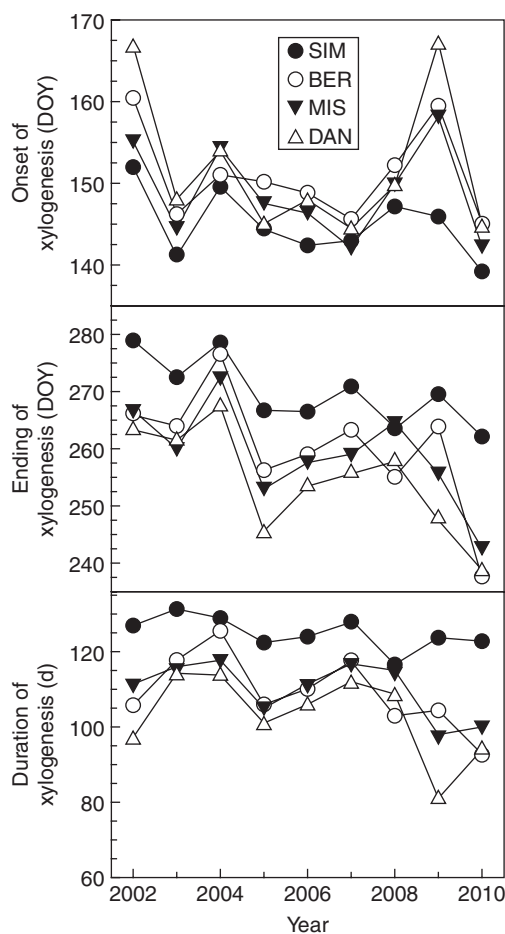 170
160
150
140
Onset of
xylogenesis (DOY)
SIM
BER
MIS
DAN
280
270
260
250
240
Ending of
xylogenesis (DOY)
120
100
80
60
Duration of
xylogenesis (d)
2002 2004 2006 2008 2010
Year